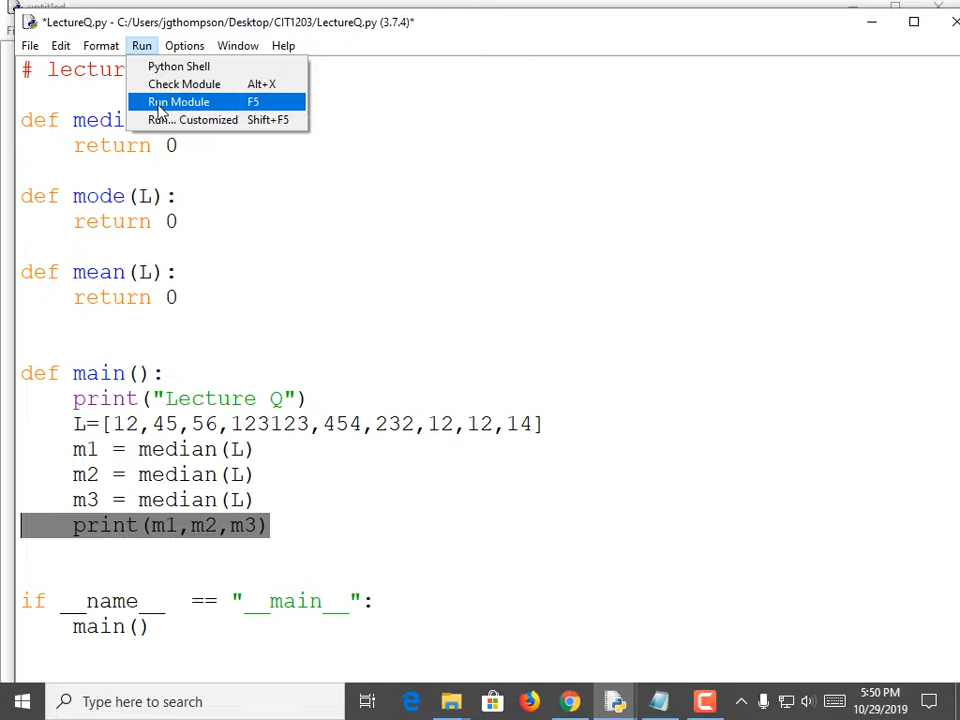 untitled
*LectureQ.py - C:/Users/jgthompson/Desktop/CIT1203/LectureQ.py (3.7.4)*
File Edit Format Run Options Window Help
Python Shell
Check Module Alt+X
Run Module F5
Run... Customized Shift+F5
# lectur
def medi
    return 0
def mode(L):
    return 0
def mean(L):
    return 0
def main():
    print("Lecture Q")
    L=[12,45,56,123123,454,232,12,12,14]
    m1 = median(L)
    m2 = median(L)
    m3 = median(L)
    print(m1,m2,m3)
if __name__ == "__main__":
    main()
Type here to search
5:50 PM
10/29/2019